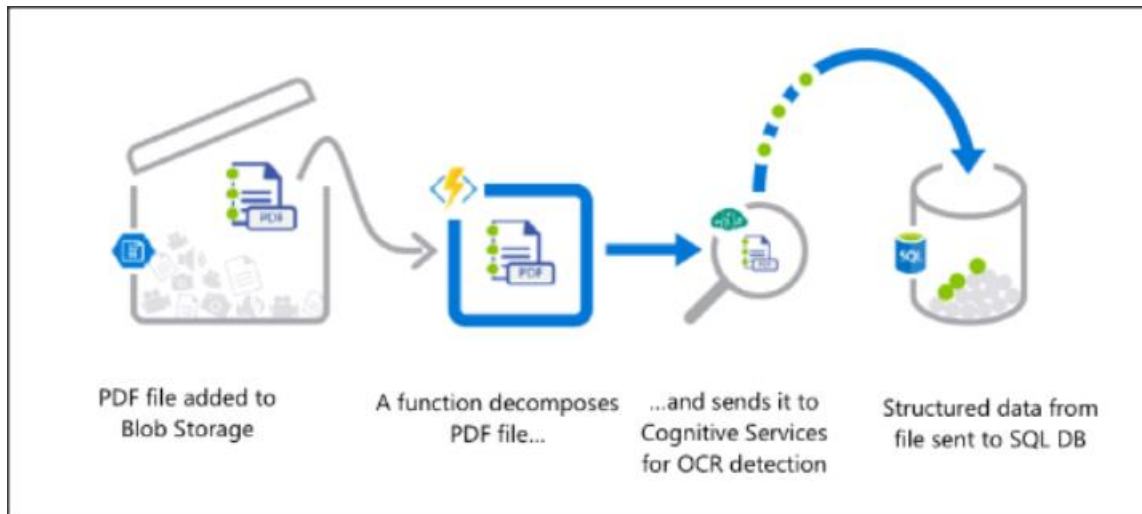 PDF
PDF
SQL
PDF file added to
Blob Storage
A function decomposes
PDF file...
...and sends it to
Cognitive Services
for OCR detection
Structured data from
file sent to SQL DB